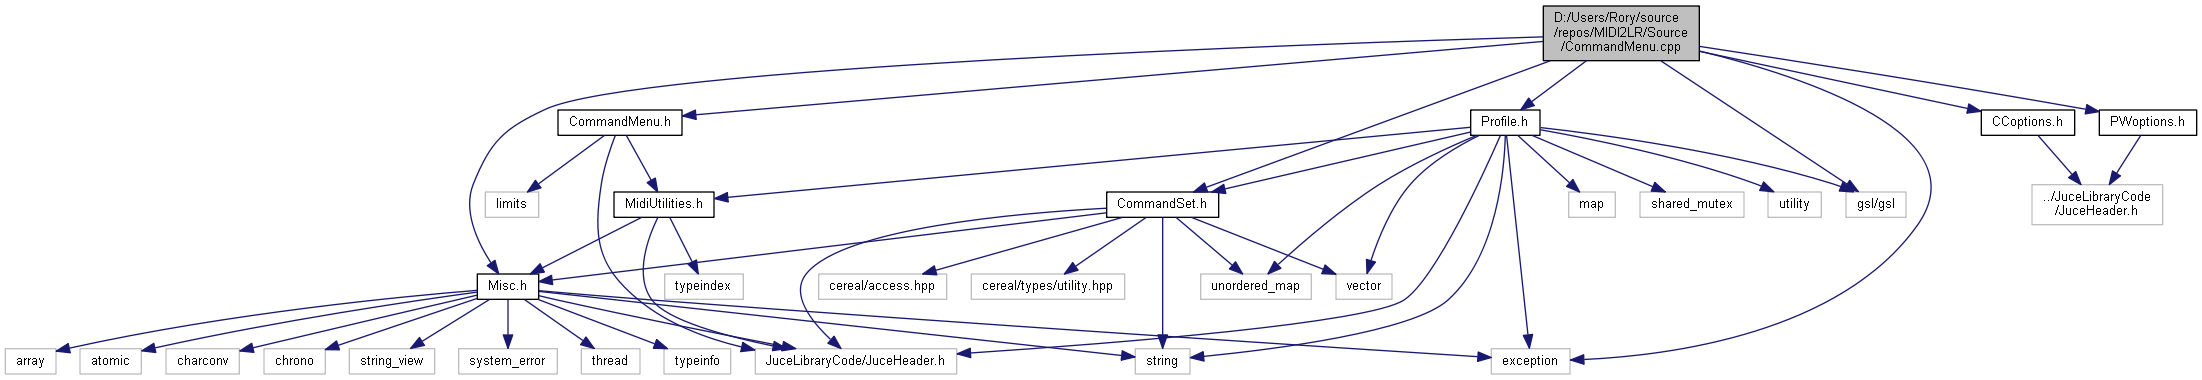 D:/Users/Rory/source
/repos/MIDI2LR/Source
/CommandMenu.cpp
CommandMenu.h
Profile.h
CCoptions.h
PWoptions.h
limits
MidiUtilities.h
CommandSet.h
map
shared_mutex
utility
gsl/gsl
../JuceLibraryCode
/JuceHeader.h
Misc.h
typeindex
cereal/access.hpp
cereal/types/utility.hpp
unordered_map
vector
array
atomic
charconv
chrono
string_view
system_error
thread
typeinfo
JuceLibraryCode/JuceHeader.h
string
exception